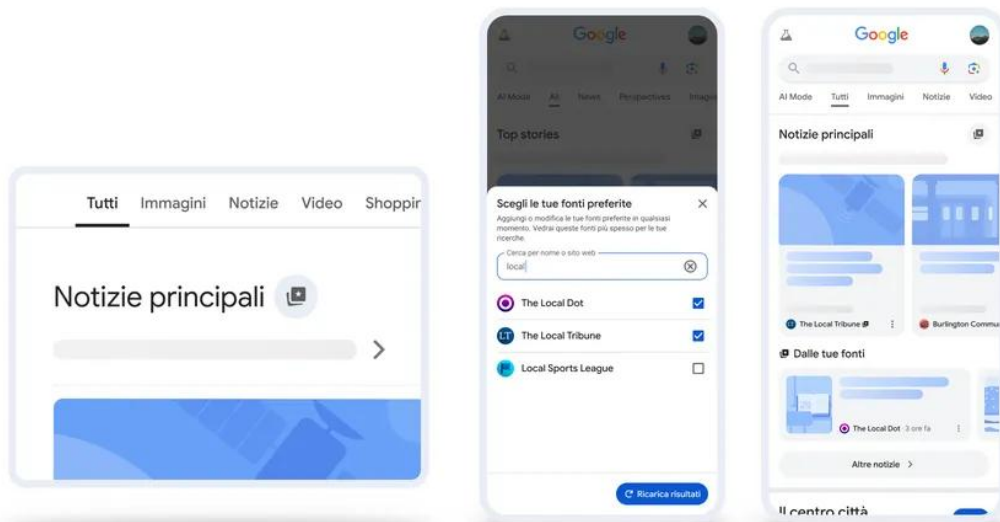 Tutti Immagini Notizie Video Shoppin
Notizie principali
Google
AI Mode All News Perspectives Images
Top stories
Scegli le tue fonti preferite
Aggiungi o modifica le tue fonti preferite in qualsiasi
momento. Vedrai queste fonti più spesso per le tue
ricerche.
Cerca per nome o sito web
local
The Local Dot
LT The Local Tribune
Local Sports League
Ricarica risultati
Google
AI Mode Tutti Immagini Notizie Video
Notizie principali
The Local Tribune
Burlington Commu
Dalle tue fonti
The Local Dot 3 ore fa
Altre notizie
Il centro città